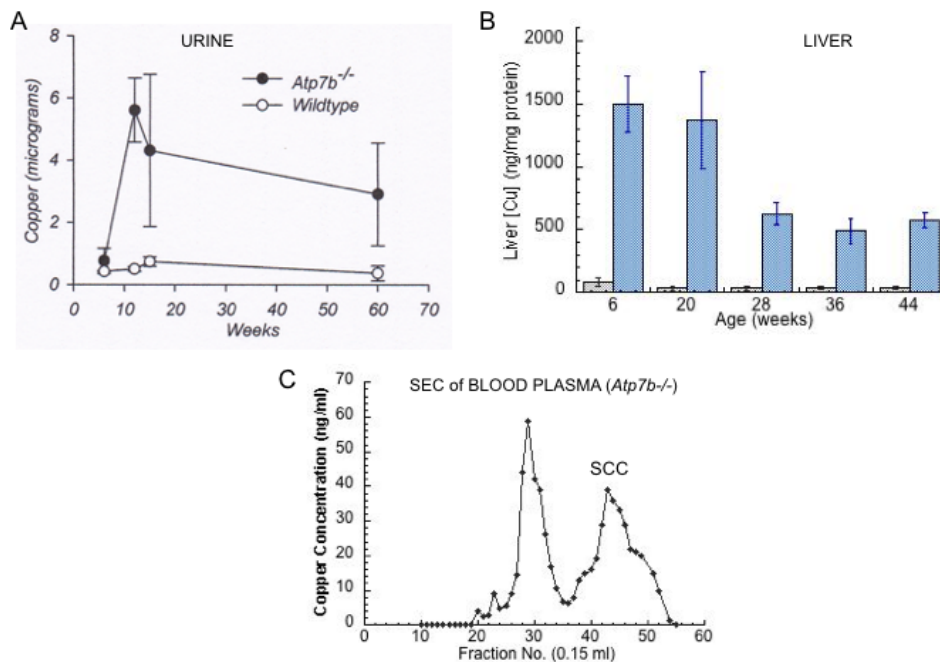 A
URINE
8
6
4
2
0
Copper (micrograms)
Atp7b-/-
Wildtype
0 10 20 30 40 50 60 70
Weeks
B
LIVER
2000
1500
1000
500
0
Liver [Cu] (ng/mg protein)
6 20 28 36 44
Age (weeks)
C
SEC of BLOOD PLASMA (Atp7b-/-)
70
60
50
40
30
20
10
0
Copper Concentration (ng/ml)
SCC
0 10 20 30 40 50 60
Fraction No. (0.15 ml)